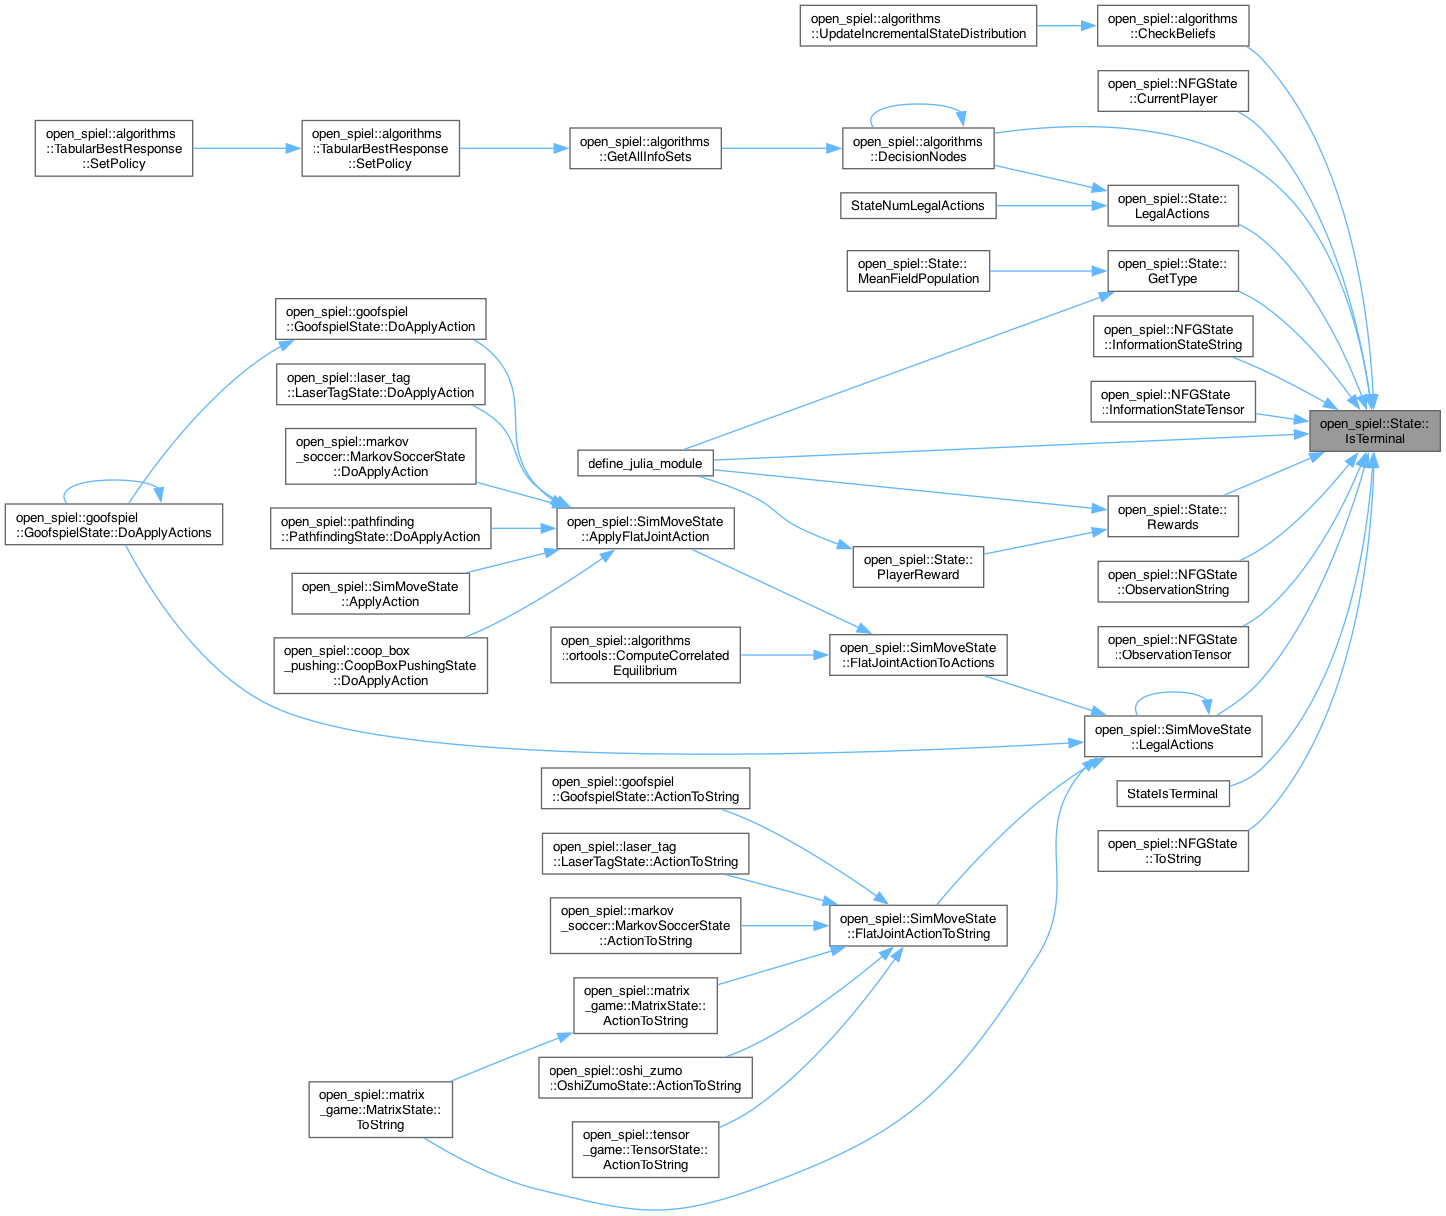 open_spiel::algorithms
::UpdateIncrementalStateDistribution
open_spiel::algorithms
::CheckBeliefs
open_spiel::NFGState
::CurrentPlayer
open_spiel::algorithms
::TabularBestResponse
::SetPolicy
open_spiel::algorithms
::TabularBestResponse
::SetPolicy
open_spiel::algorithms
::GetAllInfoSets
open_spiel::algorithms
::DecisionNodes
StateNumLegalActions
open_spiel::State::
LegalActions
open_spiel::State::
MeanFieldPopulation
open_spiel::State::
GetType
open_spiel::goofspiel
::GoofspielState::DoApplyAction
open_spiel::NFGState
::InformationStateString
open_spiel::laser_tag
::LaserTagState::DoApplyAction
open_spiel::NFGState
::InformationStateTensor
open_spiel::State::
IsTerminal
open_spiel::markov
_soccer::MarkovSoccerState
::DoApplyAction
define_julia_module
open_spiel::goofspiel
::GoofspielState::DoApplyActions
open_spiel::pathfinding
::PathfindingState::DoApplyAction
open_spiel::SimMoveState
::ApplyFlatJointAction
open_spiel::State::
Rewards
open_spiel::State::
PlayerReward
open_spiel::SimMoveState
::ApplyAction
open_spiel::NFGState
::ObservationString
open_spiel::coop_box
_pushing::CoopBoxPushingState
::DoApplyAction
open_spiel::algorithms
::ortools::ComputeCorrelated
Equilibrium
open_spiel::SimMoveState
::FlatJointActionToActions
open_spiel::NFGState
::ObservationTensor
open_spiel::SimMoveState
::LegalActions
open_spiel::goofspiel
::GoofspielState::ActionToString
StateIsTerminal
open_spiel::laser_tag
::LaserTagState::ActionToString
open_spiel::NFGState
::ToString
open_spiel::markov
_soccer::MarkovSoccerState
::ActionToString
open_spiel::SimMoveState
::FlatJointActionToString
open_spiel::matrix
_game::MatrixState::
ActionToString
open_spiel::oshi_zumo
::OshiZumoState::ActionToString
open_spiel::matrix
_game::MatrixState::
ToString
open_spiel::tensor
_game::TensorState::
ActionToString